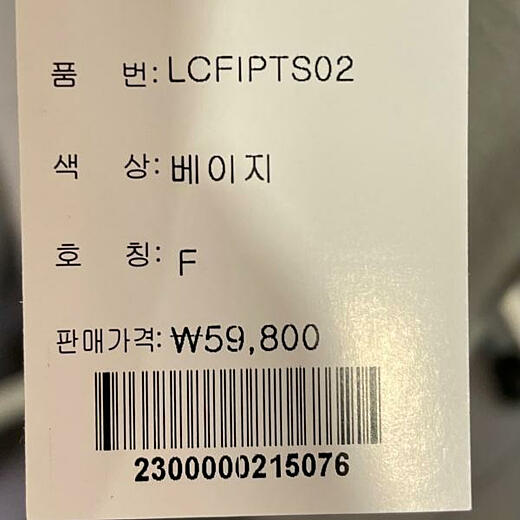 품 번: LCFIPTS02
색 상: 베이지
호 칭: F
판매가격: ₩59,800
2300000215076